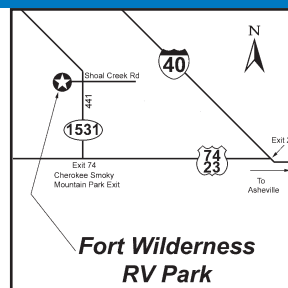 N
40
Shoal Creek Rd
441
1531
Exit
74
23
Exit 74
Cherokee Smoky
Mountain Park Exit
To
Asheville
Fort Wilderness
RV Park